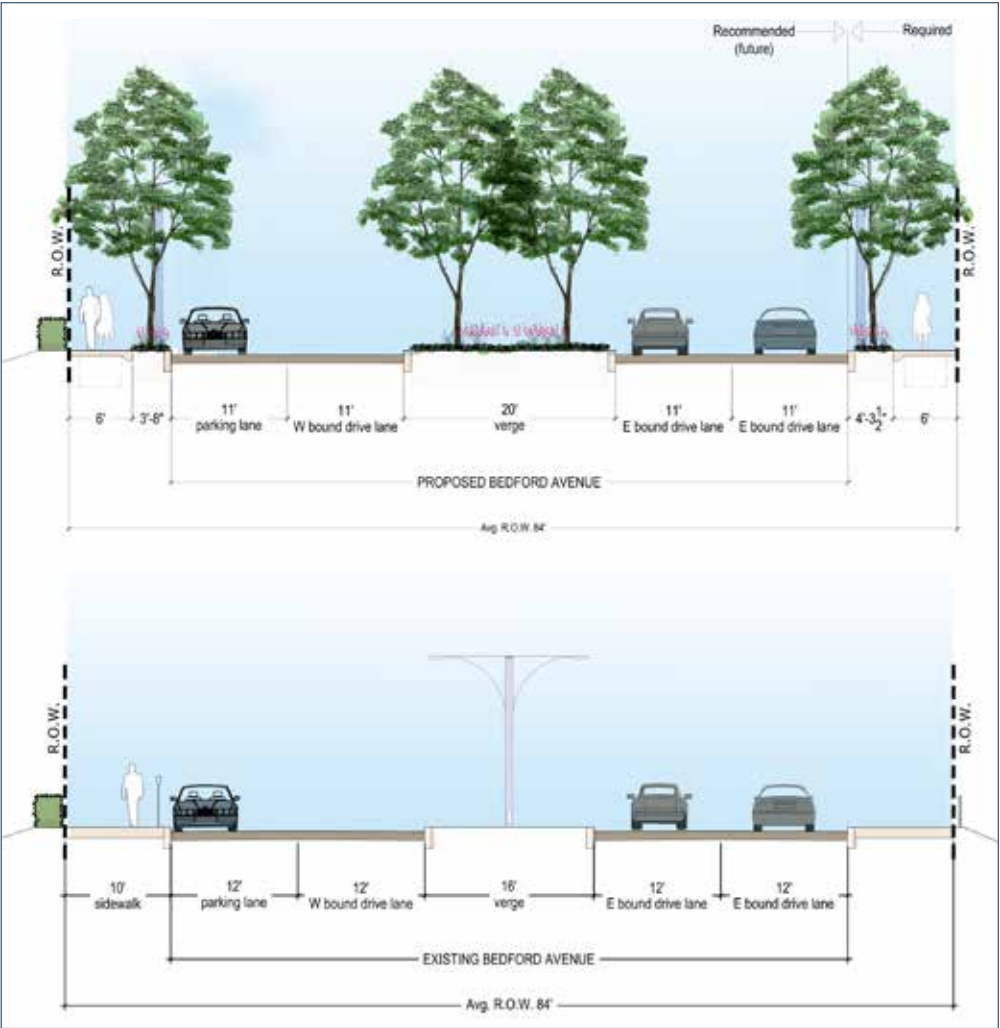 Recommended
(future)
Required
R.O.W.
R.O.W.
6'
3'-8"
11'
parking lane
11'
W bound drive lane
20'
verge
11'
E bound drive lane
11'
E bound drive lane
4'-3 1/2"
6'
PROPOSED BEDFORD AVENUE
Avg. R.O.W. 84'
R.O.W.
R.O.W.
10'
sidewalk
12'
parking lane
12'
W bound drive lane
16'
verge
12'
E bound drive lane
12'
E bound drive lane
EXISTING BEDFORD AVENUE
Avg. R.O.W. 84'